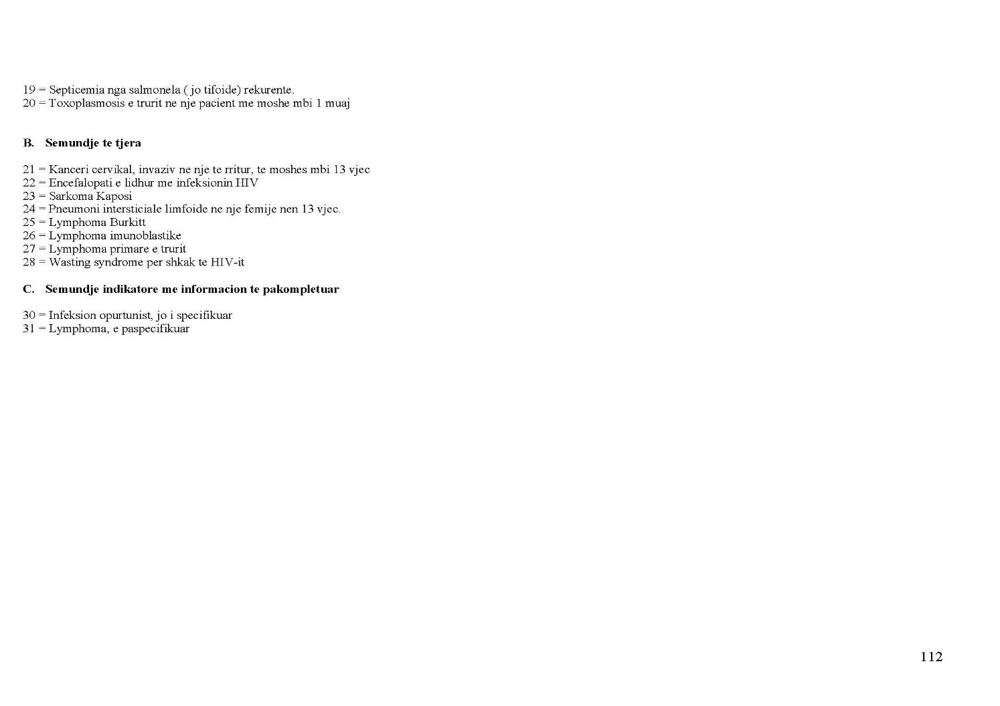 19 = Septicemia nga salmonela ( jo tifoide) rekurente.
20 = Toxoplasmosis e trurit ne nje pacient me moshe mbi 1 muaj
B. Semundje te tjera
21 = Kanceri cervikal, invaziv ne nje te rritur, te moshes mbi 13 vjec
22 = Encefalopati e lidhur me infeksionin HIV
23 = Sarkoma Kaposi
24 = Pneumoni intersticiale limfoide ne nje femije nen 13 vjec.
25 = Lymphoma Burkitt
26 = Lymphoma imunoblastike
27 = Lymphoma primare e trurit
28 = Wasting syndrome per shkak te HIV-it
C. Semundje indikatore me informacion te pakompletuar
30 = Infeksion opurtunist, jo i specifikuar
31 = Lymphoma, e paspecifikuar
112